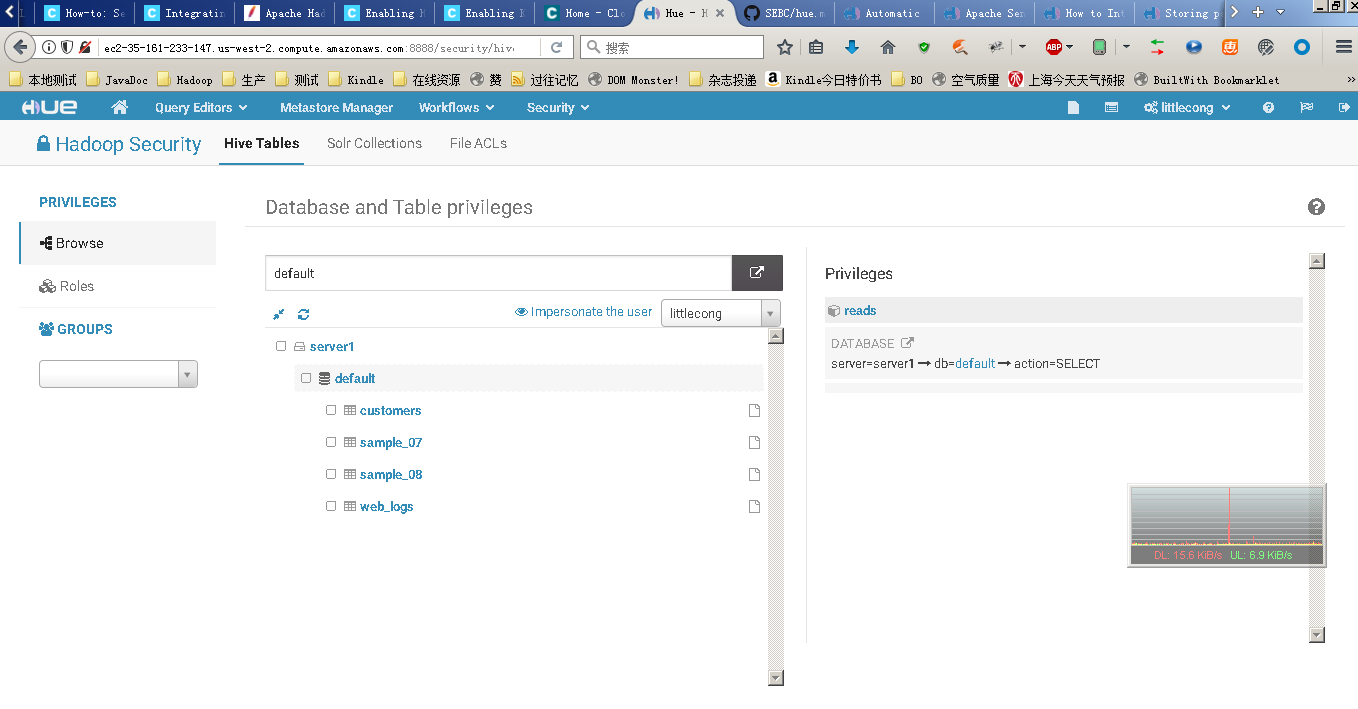 How-to: Se
Integratin
Apache Had
Enabling H
Enabling K
Home - Clo
Hue - H
SEBC/hue.m
Automatic
Apache Sen
How to Int
Storing p
ec2-35-161-233-147.us-west-2.compute.amazonaws.com:8888/security/hive
搜索
ABP
本地测试
JavaDoc
Hadoop
生产
测试
Kindle
在线资源
赞
过往记忆
DOM Monster!
杂志投递
Kindle今日特价书
BO
空气质量
上海今天天气预报
BuiltWith Bookmarklet
HUE
Query Editors
Metastore Manager
Workflows
Security
littlecong
Hadoop Security
Hive Tables
Solr Collections
File ACLs
PRIVILEGES
Browse
Roles
GROUPS
Database and Table privileges
default
Impersonate the user
littlecong
server1
default
customers
sample_07
sample_08
web_logs
Privileges
reads
DATABASE
server=server1 → db=default → action=SELECT
DL: 15.6 KiB/s UL: 6.9 KiB/s